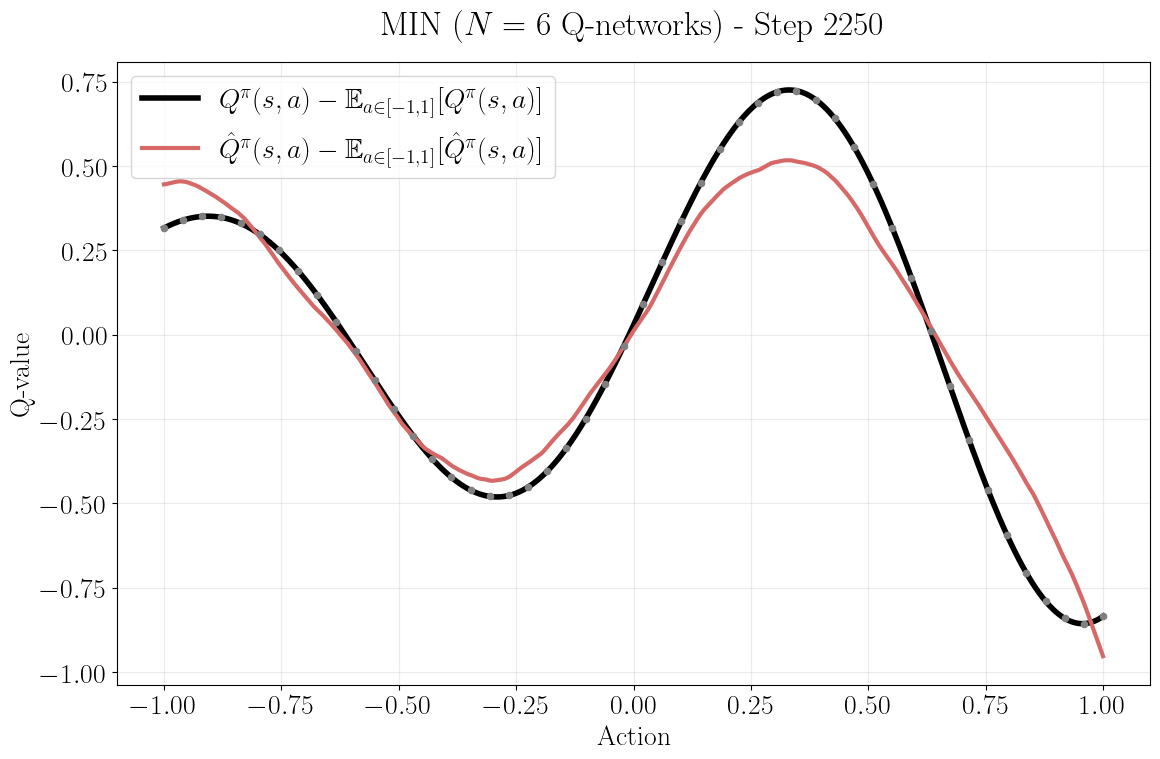 MIN (N = 6 Q-networks) - Step 2250
Q^π(s, a) − 𝔼_{a∈[−1,1]}[Q^π(s, a)]
Q̂^π(s, a) − 𝔼_{a∈[−1,1]}[Q̂^π(s, a)]
Q-value
0.75
0.50
0.25
0.00
−0.25
−0.50
−0.75
−1.00
−1.00 −0.75 −0.50 −0.25 0.00 0.25 0.50 0.75 1.00
Action